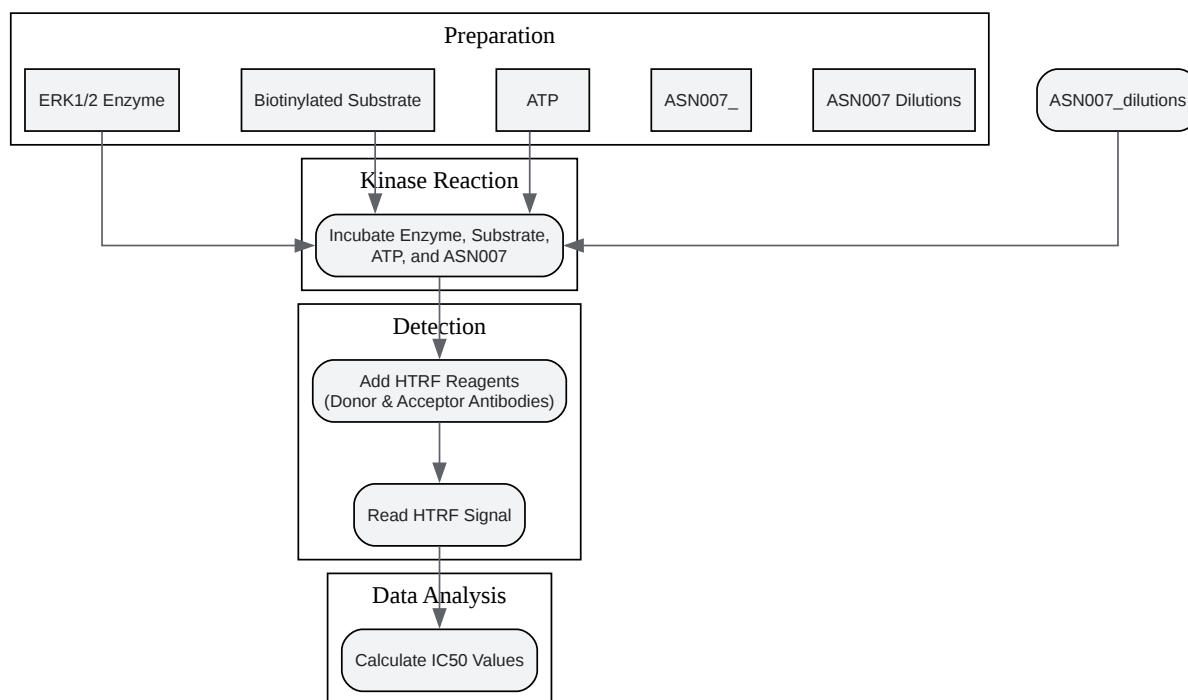 Preparation
ERK1/2 Enzyme
Biotinylated Substrate
ATP
ASN007_
ASN007 Dilutions
ASN007_dilutions
Kinase Reaction
Incubate Enzyme, Substrate,
ATP, and ASN007
Detection
Add HTRF Reagents
(Donor & Acceptor Antibodies)
Read HTRF Signal
Data Analysis
Calculate IC50 Values